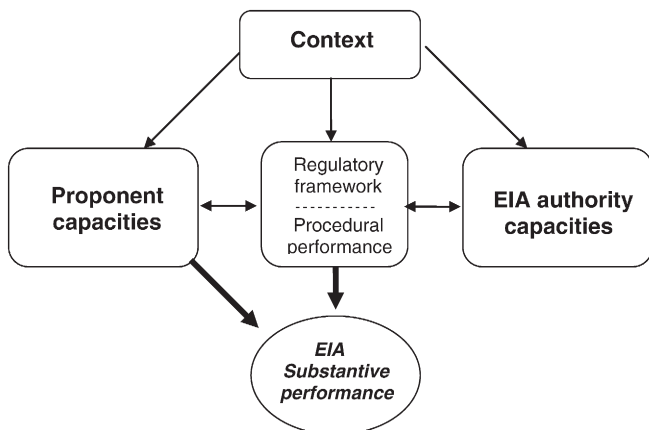 Context
Proponent
capacities
Regulatory
framework
------------
Procedural
performance
EIA authority
capacities
EIA
Substantive
performance